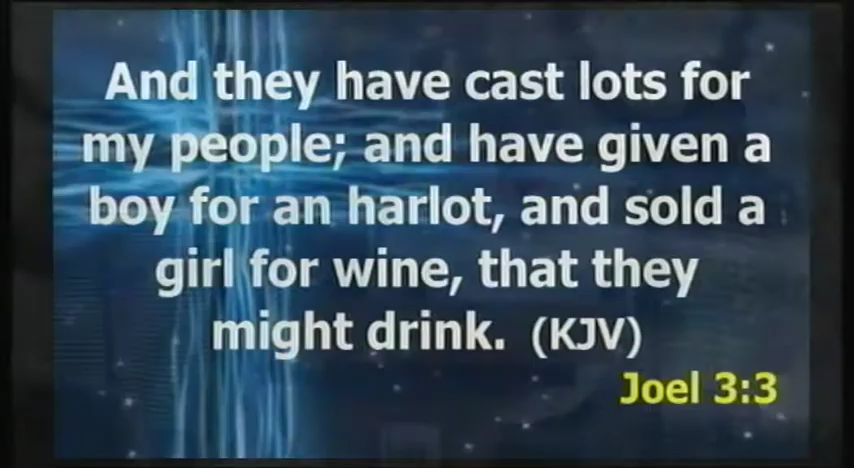 And they have cast lots for
my people; and have given a
boy for an harlot, and sold a
girl for wine, that they
might drink. (KJV)
Joel 3:3